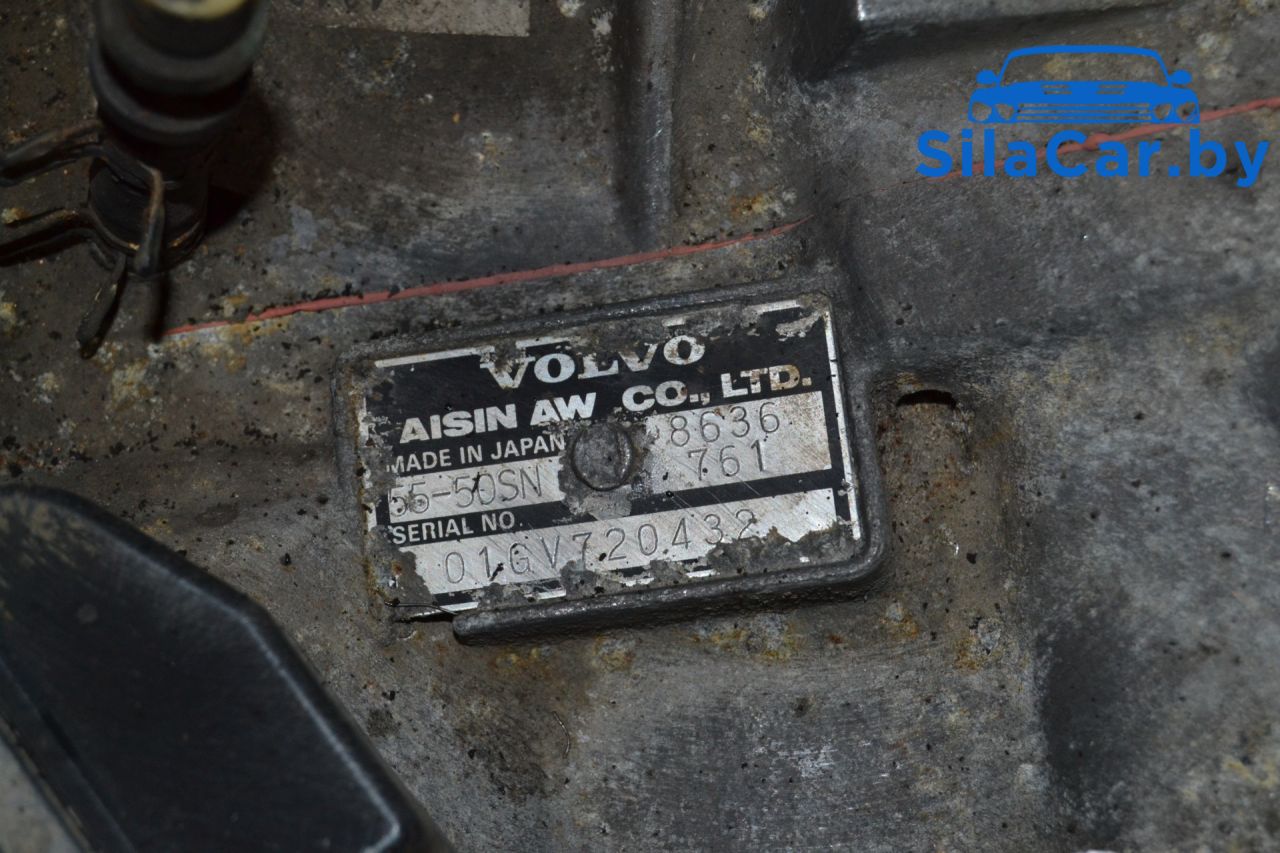 SilaCar.by
VOLVO
AISIN AW CO., LTD.
MADE IN JAPAN
8636
55-50SN
761
SERIAL NO.
01GV720432